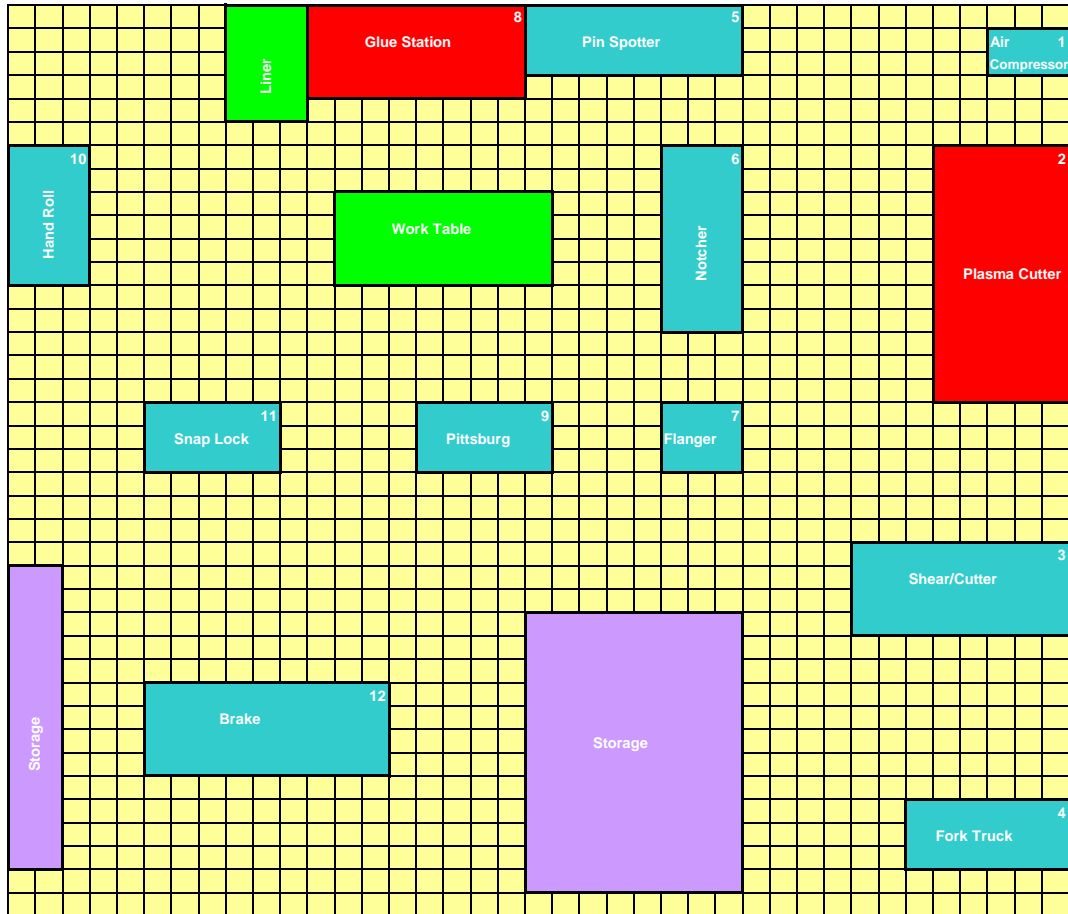 8
Glue Station
5
Pin Spotter
Air 1
Compressor
Liner
10
Hand Roll
Work Table
6
Notcher
2
Plasma Cutter
11
Snap Lock
9
Pittsburg
7
Flanger
3
Shear/Cutter
Storage
12
Brake
Storage
4
Fork Truck